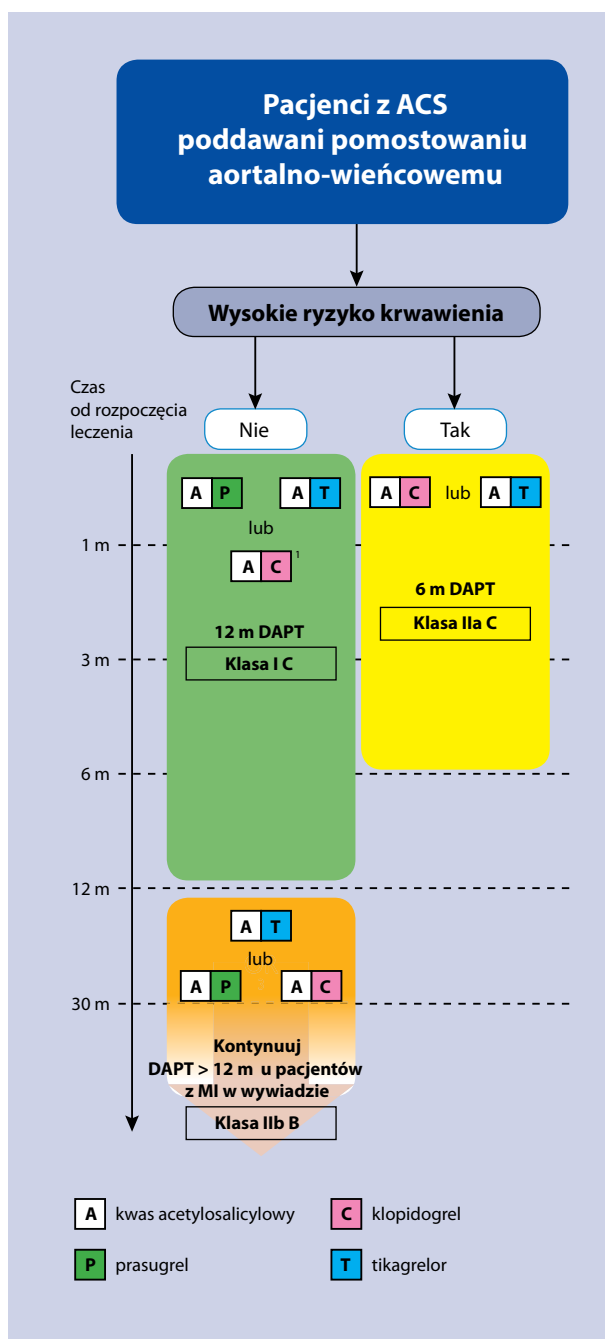 Pacjenci z ACS
poddawani pomostowaniu
aortalno-wieńcowemu
Wysokie ryzyko krwawienia
Czas
od rozpoczęcia
leczenia
Nie
Tak
A P A T
lub
A C 1
12 m DAPT
Klasa I C
A C lub A T
6 m DAPT
Klasa IIa C
1 m
3 m
6 m
12 m
30 m
A T
lub
A P A C
Kontynuuj
DAPT > 12 m u pacjentów
z MI w wywiadzie
Klasa IIb B
A kwas acetylosalicylowy
C klopidogrel
P prasugrel
T tikagrelor